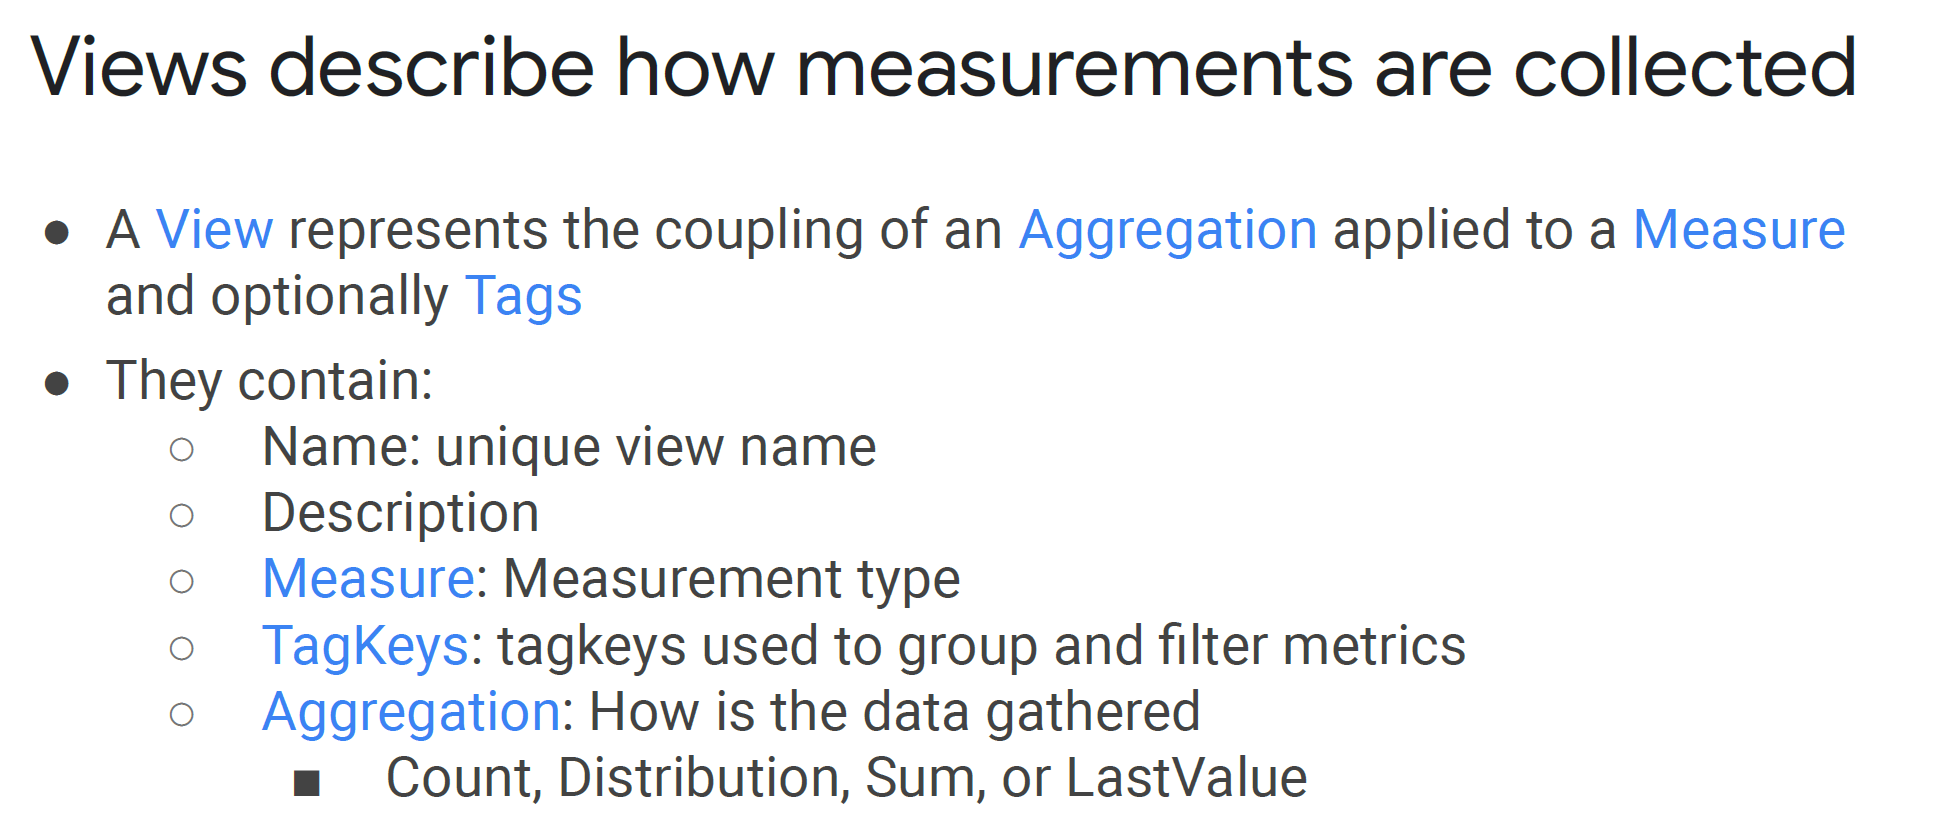 Views describe how measurements are collected
● A View represents the coupling of an Aggregation applied to a Measure
and optionally Tags
● They contain:
○ Name: unique view name
○ Description
○ Measure: Measurement type
○ TagKeys: tagkeys used to group and filter metrics
○ Aggregation: How is the data gathered
■ Count, Distribution, Sum, or LastValue